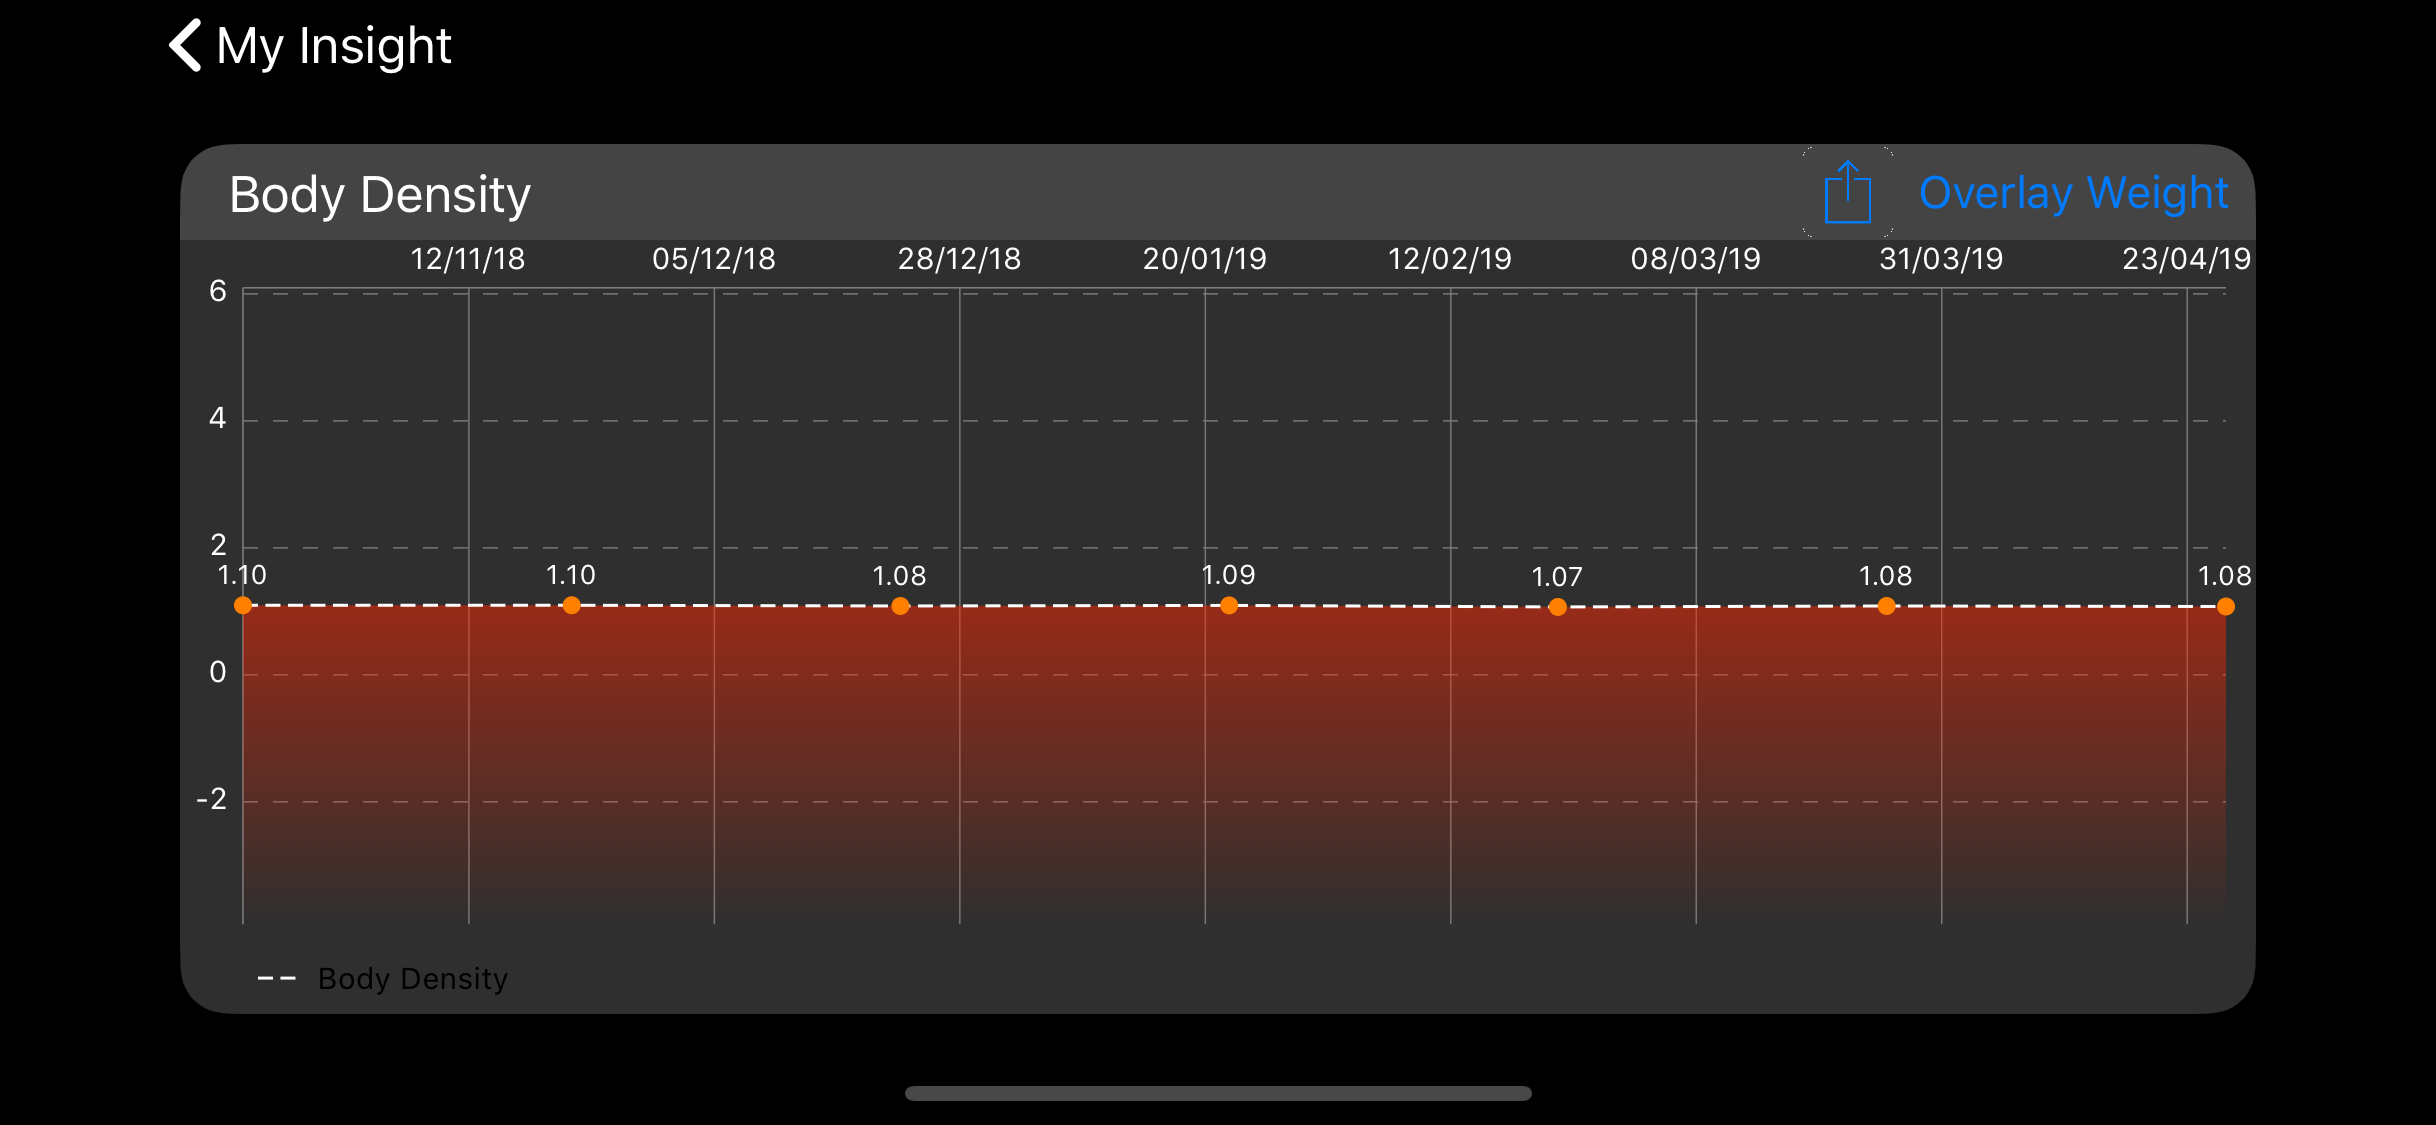 My Insight
Body Density
Overlay Weight
12/11/18 05/12/18 28/12/18 20/01/19 12/02/19 08/03/19 31/03/19 23/04/19
6
4
2
1.10 1.10 1.08 1.09 1.07 1.08 1.08
0
-2
Body Density